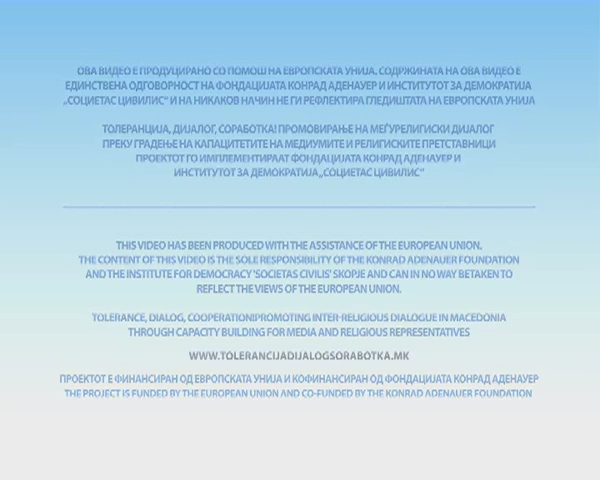 ОВА ВИДЕО Е ПРОДУЦИРАНО СО ПОМОШ НА ЕВРОПСКАТА УНИЈА. СОДРЖИНАТА НА ОВА ВИДЕО Е
ЕДИНСТВЕНА ОДГОВОРНОСТ НА ФОНДАЦИЈАТА КОНРАД АДЕНАУЕР И ИНСТИТУТОТ ЗА ДЕМОКРАТИЈА
„СОЦИЕТАС ЦИВИЛИС“ И НА НИКАКОВ НАЧИН НЕ ГИ РЕФЛЕКТИРА ГЛЕДИШТАТА НА ЕВРОПСКАТА УНИЈА
ТОЛЕРАНЦИЈА, ДИЈАЛОГ, СОРАБОТКА! ПРОМОВИРАЊЕ НА МЕЃУРЕЛИГИСКИ ДИЈАЛОГ
ПРЕКУ ГРАДЕЊЕ НА КАПАЦИТЕТИТЕ НА МЕДИУМИТЕ И РЕЛИГИСКИТЕ ПРЕТСТАВНИЦИ
ПРОЕКТОТ ГО ИМПЛЕМЕНТИРААТ ФОНДАЦИЈАТА КОНРАД АДЕНАУЕР И
ИНСТИТУТОТ ЗА ДЕМОКРАТИЈА „СОЦИЕТАС ЦИВИЛИС“
THIS VIDEO HAS BEEN PRODUCED WITH THE ASSISTANCE OF THE EUROPEAN UNION.
THE CONTENT OF THIS VIDEO IS THE SOLE RESPONSIBILITY OF THE KONRAD ADENAUER FOUNDATION
AND THE INSTITUTE FOR DEMOCRACY 'SOCIETAS CIVILIS' SKOPJE AND CAN IN NO WAY BETAKEN TO
REFLECT THE VIEWS OF THE EUROPEAN UNION.
TOLERANCE, DIALOG, COOPERATION!PROMOTING INTER-RELIGIOUS DIALOGUE IN MACEDONIA
THROUGH CAPACITY BUILDING FOR MEDIA AND RELIGIOUS REPRESENTATIVES
WWW.TOLERANCIJADIJALOGSORABOTKA.MK
ПРОЕКТОТ Е ФИНАНСИРАН ОД ЕВРОПСКАТА УНИЈА И КОФИНАНСИРАН ОД ФОНДАЦИЈАТА КОНРАД АДЕНАУЕР
THE PROJECT IS FUNDED BY THE EUROPEAN UNION AND CO-FUNDED BY THE KONRAD ADENAUER FOUNDATION